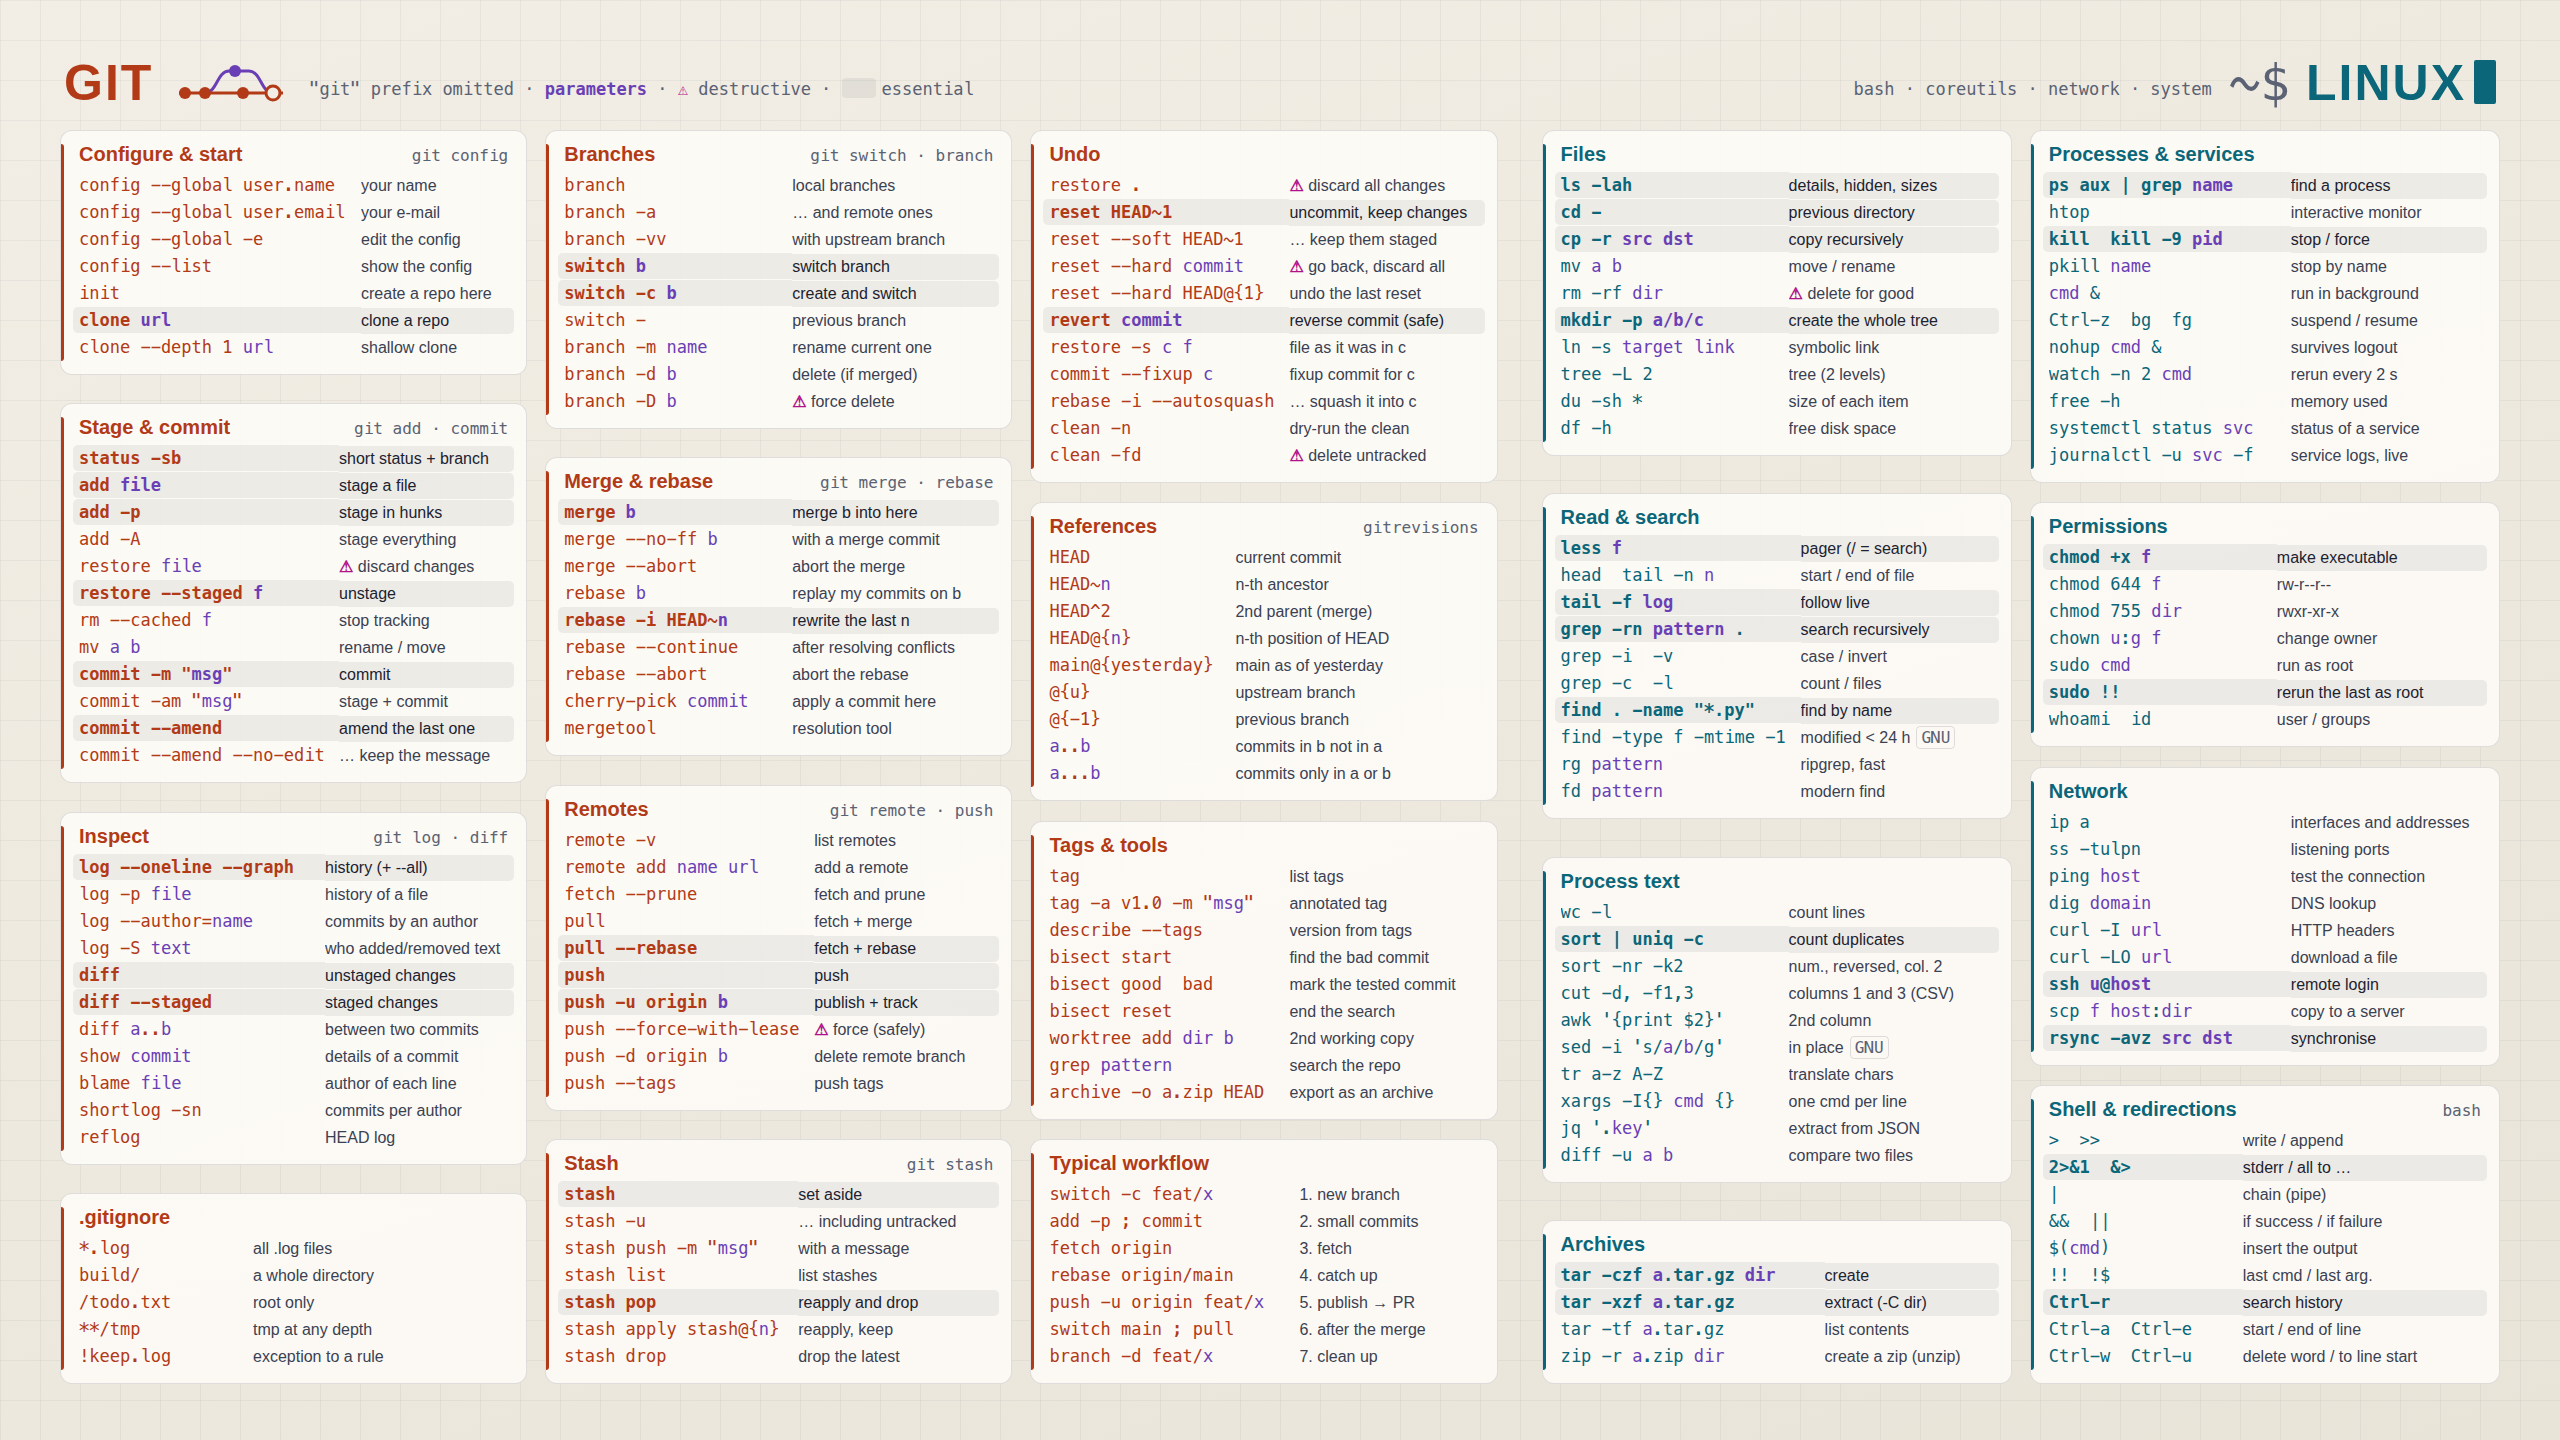 GIT
"git" prefix omitted · parameters · ⚠ destructive · essential
bash · coreutils · network · system
~$ LINUX
Configure & start git config
config --global user.name your name
config --global user.email your e-mail
config --global -e edit the config
config --list show the config
init create a repo here
clone url clone a repo
clone --depth 1 url shallow clone
Stage & commit git add · commit
status -sb short status + branch
add file stage a file
add -p stage in hunks
add -A stage everything
restore file ⚠ discard changes
restore --staged f unstage
rm --cached f stop tracking
mv a b rename / move
commit -m "msg" commit
commit -am "msg" stage + commit
commit --amend amend the last one
commit --amend --no-edit … keep the message
Inspect git log · diff
log --oneline --graph history (+ --all)
log -p file history of a file
log --author=name commits by an author
log -S text who added/removed text
diff unstaged changes
diff --staged staged changes
diff a..b between two commits
show commit details of a commit
blame file author of each line
shortlog -sn commits per author
reflog HEAD log
.gitignore
*.log all .log files
build/ a whole directory
/todo.txt root only
**/tmp tmp at any depth
!keep.log exception to a rule
Branches git switch · branch
branch local branches
branch -a … and remote ones
branch -vv with upstream branch
switch b switch branch
switch -c b create and switch
switch - previous branch
branch -m name rename current one
branch -d b delete (if merged)
branch -D b ⚠ force delete
Merge & rebase git merge · rebase
merge b merge b into here
merge --no-ff b with a merge commit
merge --abort abort the merge
rebase b replay my commits on b
rebase -i HEAD~n rewrite the last n
rebase --continue after resolving conflicts
rebase --abort abort the rebase
cherry-pick commit apply a commit here
mergetool resolution tool
Remotes git remote · push
remote -v list remotes
remote add name url add a remote
fetch --prune fetch and prune
pull fetch + merge
pull --rebase fetch + rebase
push push
push -u origin b publish + track
push --force-with-lease ⚠ force (safely)
push -d origin b delete remote branch
push --tags push tags
Stash git stash
stash set aside
stash -u … including untracked
stash push -m "msg" with a message
stash list list stashes
stash pop reapply and drop
stash apply stash@{n} reapply, keep
stash drop drop the latest
Undo
restore . ⚠ discard all changes
reset HEAD~1 uncommit, keep changes
reset --soft HEAD~1 … keep them staged
reset --hard commit ⚠ go back, discard all
reset --hard HEAD@{1} undo the last reset
revert commit reverse commit (safe)
restore -s c f file as it was in c
commit --fixup c fixup commit for c
rebase -i --autosquash … squash it into c
clean -n dry-run the clean
clean -fd ⚠ delete untracked
References gitrevisions
HEAD current commit
HEAD~n n-th ancestor
HEAD^2 2nd parent (merge)
HEAD@{n} n-th position of HEAD
main@{yesterday} main as of yesterday
@{u} upstream branch
@{-1} previous branch
a..b commits in b not in a
a...b commits only in a or b
Tags & tools
tag list tags
tag -a v1.0 -m "msg" annotated tag
describe --tags version from tags
bisect start find the bad commit
bisect good bad mark the tested commit
bisect reset end the search
worktree add dir b 2nd working copy
grep pattern search the repo
archive -o a.zip HEAD export as an archive
Typical workflow
switch -c feat/x 1. new branch
add -p ; commit 2. small commits
fetch origin 3. fetch
rebase origin/main 4. catch up
push -u origin feat/x 5. publish → PR
switch main ; pull 6. after the merge
branch -d feat/x 7. clean up
Files
ls -lah details, hidden, sizes
cd - previous directory
cp -r src dst copy recursively
mv a b move / rename
rm -rf dir ⚠ delete for good
mkdir -p a/b/c create the whole tree
ln -s target link symbolic link
tree -L 2 tree (2 levels)
du -sh * size of each item
df -h free disk space
Read & search
less f pager (/ = search)
head tail -n n start / end of file
tail -f log follow live
grep -rn pattern . search recursively
grep -i -v case / invert
grep -c -l count / files
find . -name "*.py" find by name
find -type f -mtime -1 modified < 24 h GNU
rg pattern ripgrep, fast
fd pattern modern find
Process text
wc -l count lines
sort | uniq -c count duplicates
sort -nr -k2 num., reversed, col. 2
cut -d, -f1,3 columns 1 and 3 (CSV)
awk '{print $2}' 2nd column
sed -i 's/a/b/g' in place GNU
tr a-z A-Z translate chars
xargs -I{} cmd {} one cmd per line
jq '.key' extract from JSON
diff -u a b compare two files
Archives
tar -czf a.tar.gz dir create
tar -xzf a.tar.gz extract (-C dir)
tar -tf a.tar.gz list contents
zip -r a.zip dir create a zip (unzip)
Processes & services
ps aux | grep name find a process
htop interactive monitor
kill kill -9 pid stop / force
pkill name stop by name
cmd & run in background
Ctrl-z bg fg suspend / resume
nohup cmd & survives logout
watch -n 2 cmd rerun every 2 s
free -h memory used
systemctl status svc status of a service
journalctl -u svc -f service logs, live
Permissions
chmod +x f make executable
chmod 644 f rw-r--r--
chmod 755 dir rwxr-xr-x
chown u:g f change owner
sudo cmd run as root
sudo !! rerun the last as root
whoami id user / groups
Network
ip a interfaces and addresses
ss -tulpn listening ports
ping host test the connection
dig domain DNS lookup
curl -I url HTTP headers
curl -LO url download a file
ssh u@host remote login
scp f host:dir copy to a server
rsync -avz src dst synchronise
Shell & redirections bash
> >> write / append
2>&1 &> stderr / all to …
| chain (pipe)
&& || if success / if failure
$(cmd) insert the output
!! !$ last cmd / last arg.
Ctrl-r search history
Ctrl-a Ctrl-e start / end of line
Ctrl-w Ctrl-u delete word / to line start